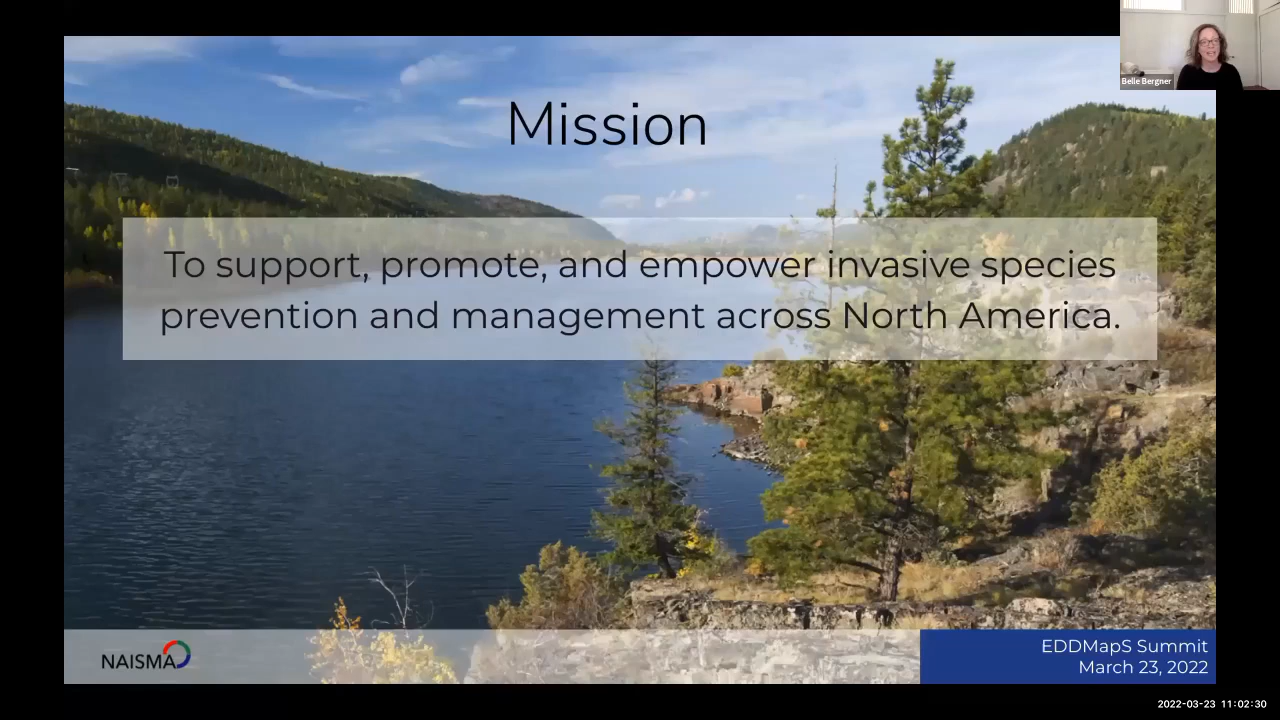 Belle Bergner
Mission
To support, promote, and empower invasive species
prevention and management across North America.
NAISMA
EDDMapS Summit
March 23, 2022
2022-03-23 11:02:30